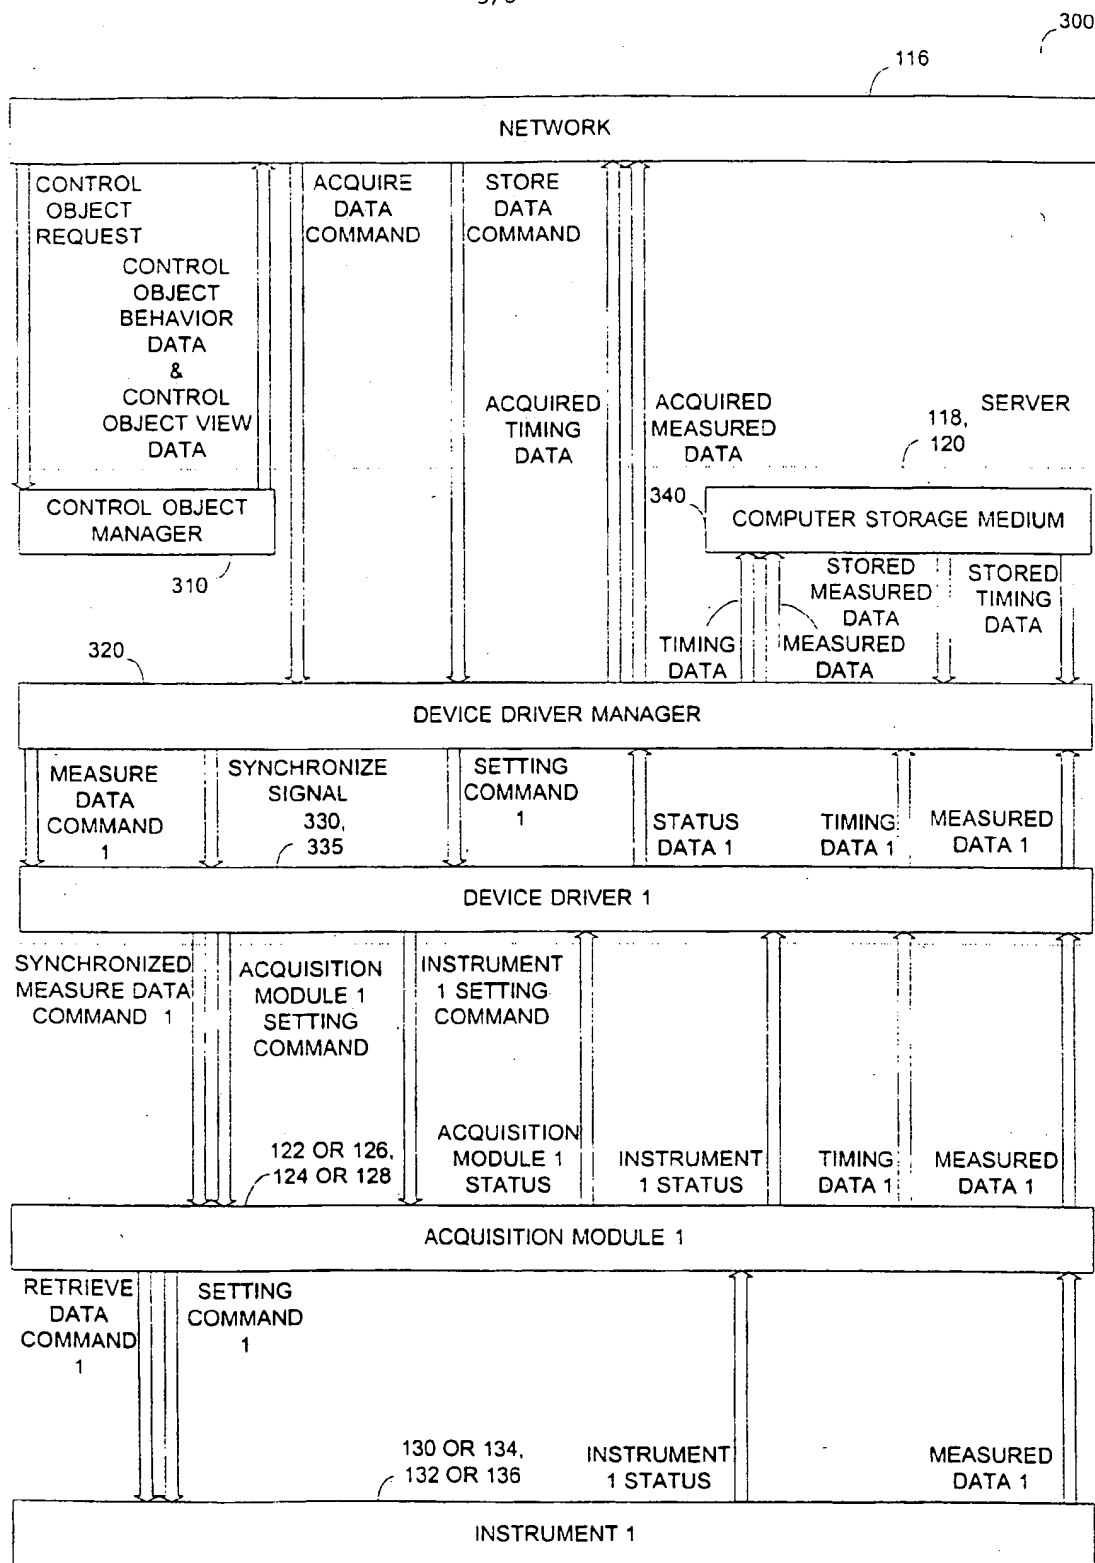 300
116
NETWORK
CONTROL
OBJECT
REQUEST
CONTROL
OBJECT
BEHAVIOR
DATA
&
CONTROL
OBJECT VIEW
DATA
ACQUIRE
DATA
COMMAND
STORE
DATA
COMMAND
ACQUIRED
TIMING
DATA
ACQUIRED
MEASURED
DATA
SERVER
118,
120
CONTROL OBJECT
MANAGER
310
340
COMPUTER STORAGE MEDIUM
TIMING
DATA
MEASURED
DATA
STORED
MEASURED
DATA
STORED
TIMING
DATA
320
DEVICE DRIVER MANAGER
MEASURE
DATA
COMMAND
1
SYNCHRONIZE
SIGNAL
330,
335
SETTING
COMMAND
1
STATUS
DATA 1
TIMING
DATA 1
MEASURED
DATA 1
DEVICE DRIVER 1
SYNCHRONIZED
MEASURE DATA
COMMAND 1
ACQUISITION
MODULE 1
SETTING
COMMAND
INSTRUMENT
1 SETTING
COMMAND
122 OR 126,
124 OR 128
ACQUISITION
MODULE 1
STATUS
INSTRUMENT
1 STATUS
TIMING
DATA 1
MEASURED
DATA 1
ACQUISITION MODULE 1
RETRIEVE
DATA
COMMAND
1
SETTING
COMMAND
1
130 OR 134,
132 OR 136
INSTRUMENT
1 STATUS
MEASURED
DATA 1
INSTRUMENT 1